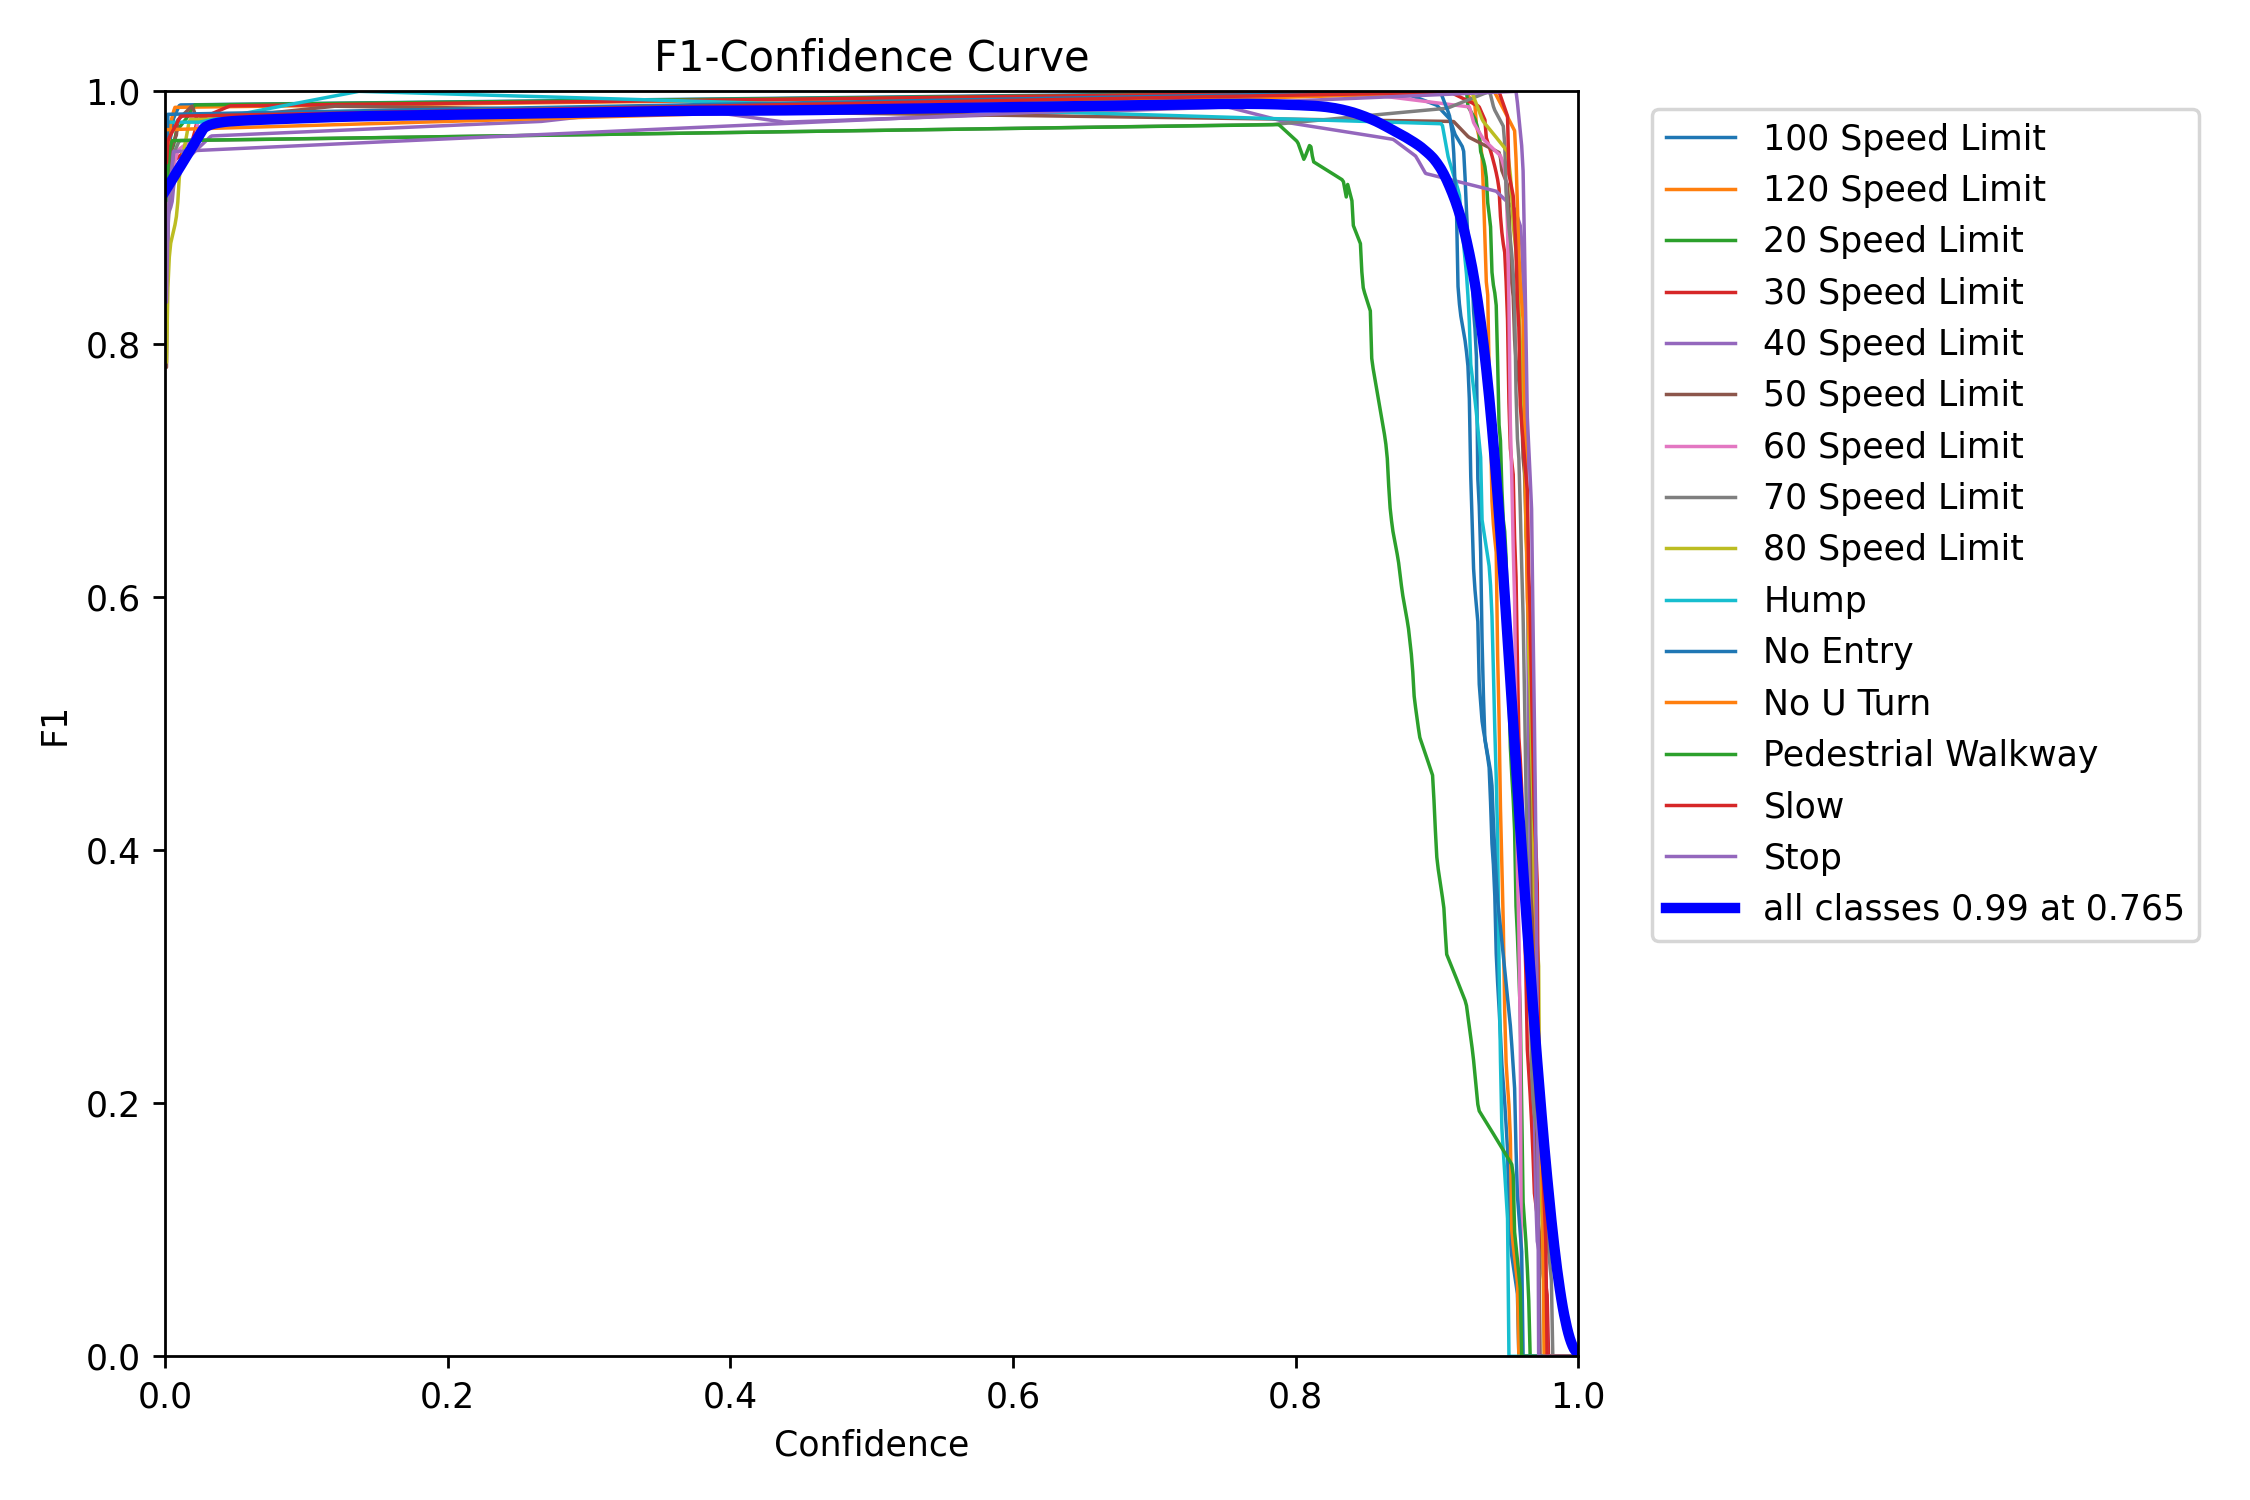 F1-Confidence Curve
1.0
0.8
0.6
0.4
0.2
0.0
F1
0.0 0.2 0.4 0.6 0.8 1.0
Confidence
100 Speed Limit
120 Speed Limit
20 Speed Limit
30 Speed Limit
40 Speed Limit
50 Speed Limit
60 Speed Limit
70 Speed Limit
80 Speed Limit
Hump
No Entry
No U Turn
Pedestrial Walkway
Slow
Stop
all classes 0.99 at 0.765